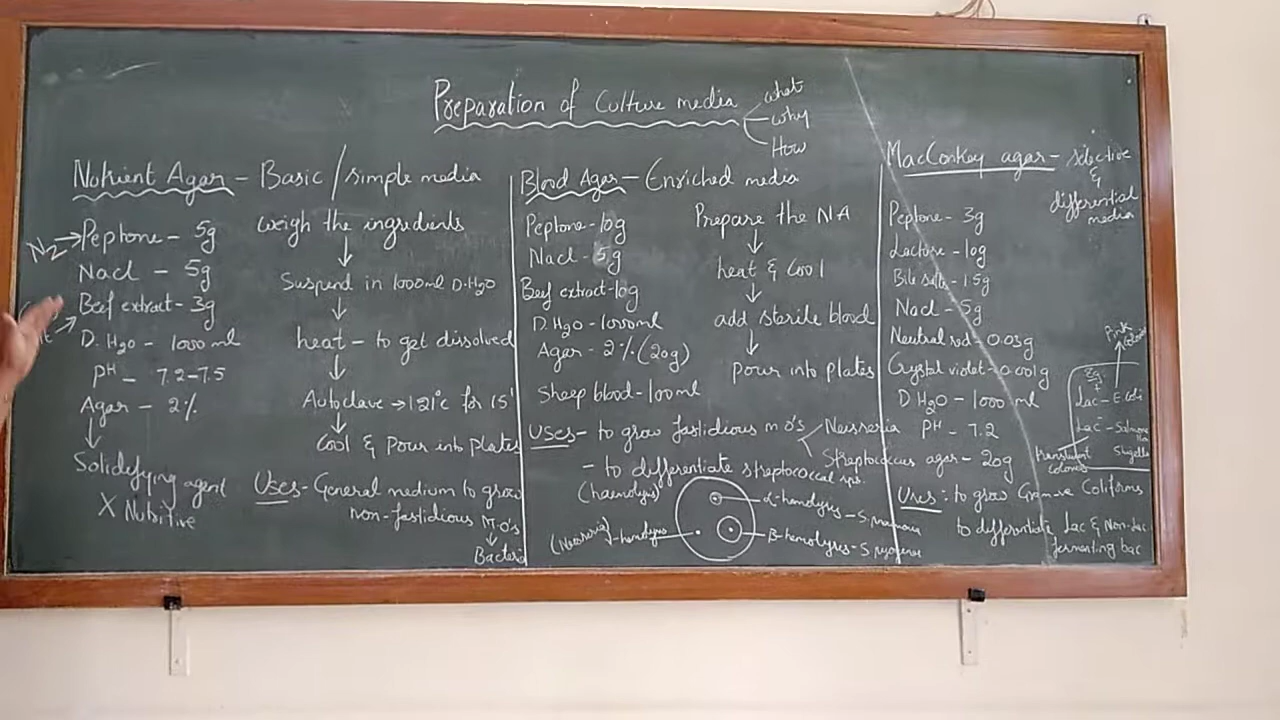 Preparation of Culture media
what
why
How
Nutrient Agar - Basic / simple media
N2 → Peptone - 5g
Nacl - 5g
Beef extract - 3g
D. H2O - 1000 ml
PH - 7.2-7.5
Agar - 2%
Solidifying agent
X Nutritive
weigh the ingredients
Suspend in 1000ml D.H2O
heat - to get dissolved
Autoclave → 121°c for 15'
Cool & Pour into plates
Uses - General medium to grow
non-fastidious M.O's
Bacteria
Blood Agar - Enriched media
Peptone - 10g
Nacl - 5g
Beef extract - 10g
D. H2O - 1000ml
Agar - 2% (20g)
Sheep blood - 100ml
Prepare the NA
heat & Cool
add sterile blood
pour into plates
Uses - to grow fastidious m o's
Neisseria
Streptococcus
- to differentiate streptococcal sps.
(haemolysis)
α-hemolysis -
β-hemolyses -
MacConkey agar - selective
&
differential
media
Peptone - 3g
Lactose - 10g
Bile salts - 1.5g
Nacl - 5g
Neutral red - 0.03g
Crystal violet - 0.001g
D H2O - 1000 ml
PH - 7.2
agar - 20g
Pink
Eg.
Lac - E coli
Lac -
Shigella
translucent
colonies
Uses : to grow Gram-ve Coliforms
to differentiate Lac & Non-Lac
fermenting bac